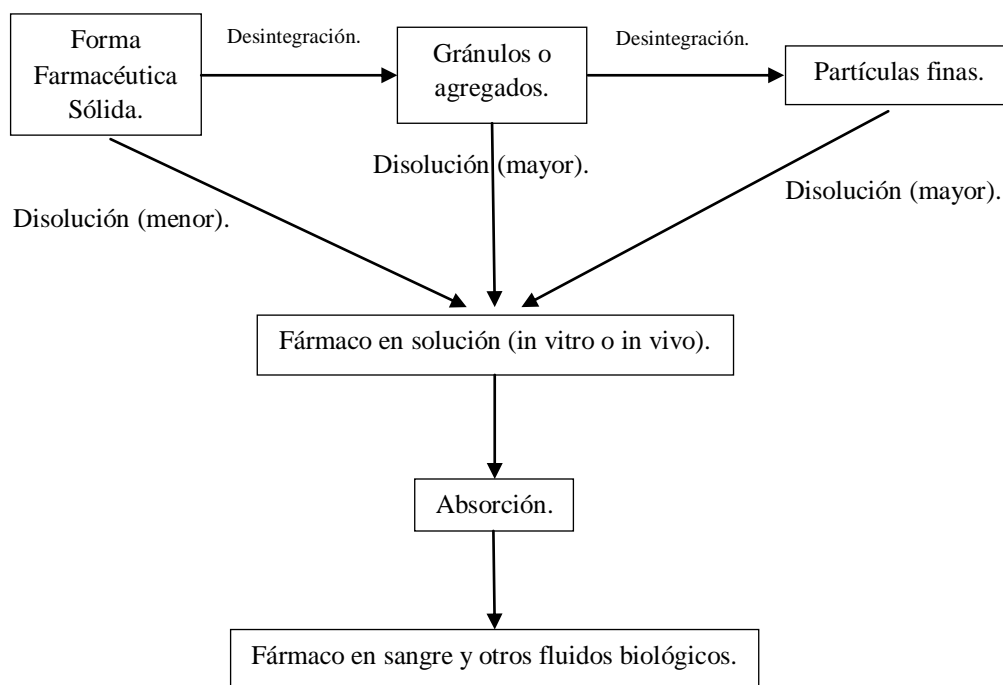 Forma
Farmacéutica
Sólida.
Desintegración.
Gránulos o
agregados.
Desintegración.
Partículas finas.
Disolución (menor).
Disolución (mayor).
Disolución (mayor).
Fármaco en solución (in vitro o in vivo).
Absorción.
Fármaco en sangre y otros fluidos biológicos.